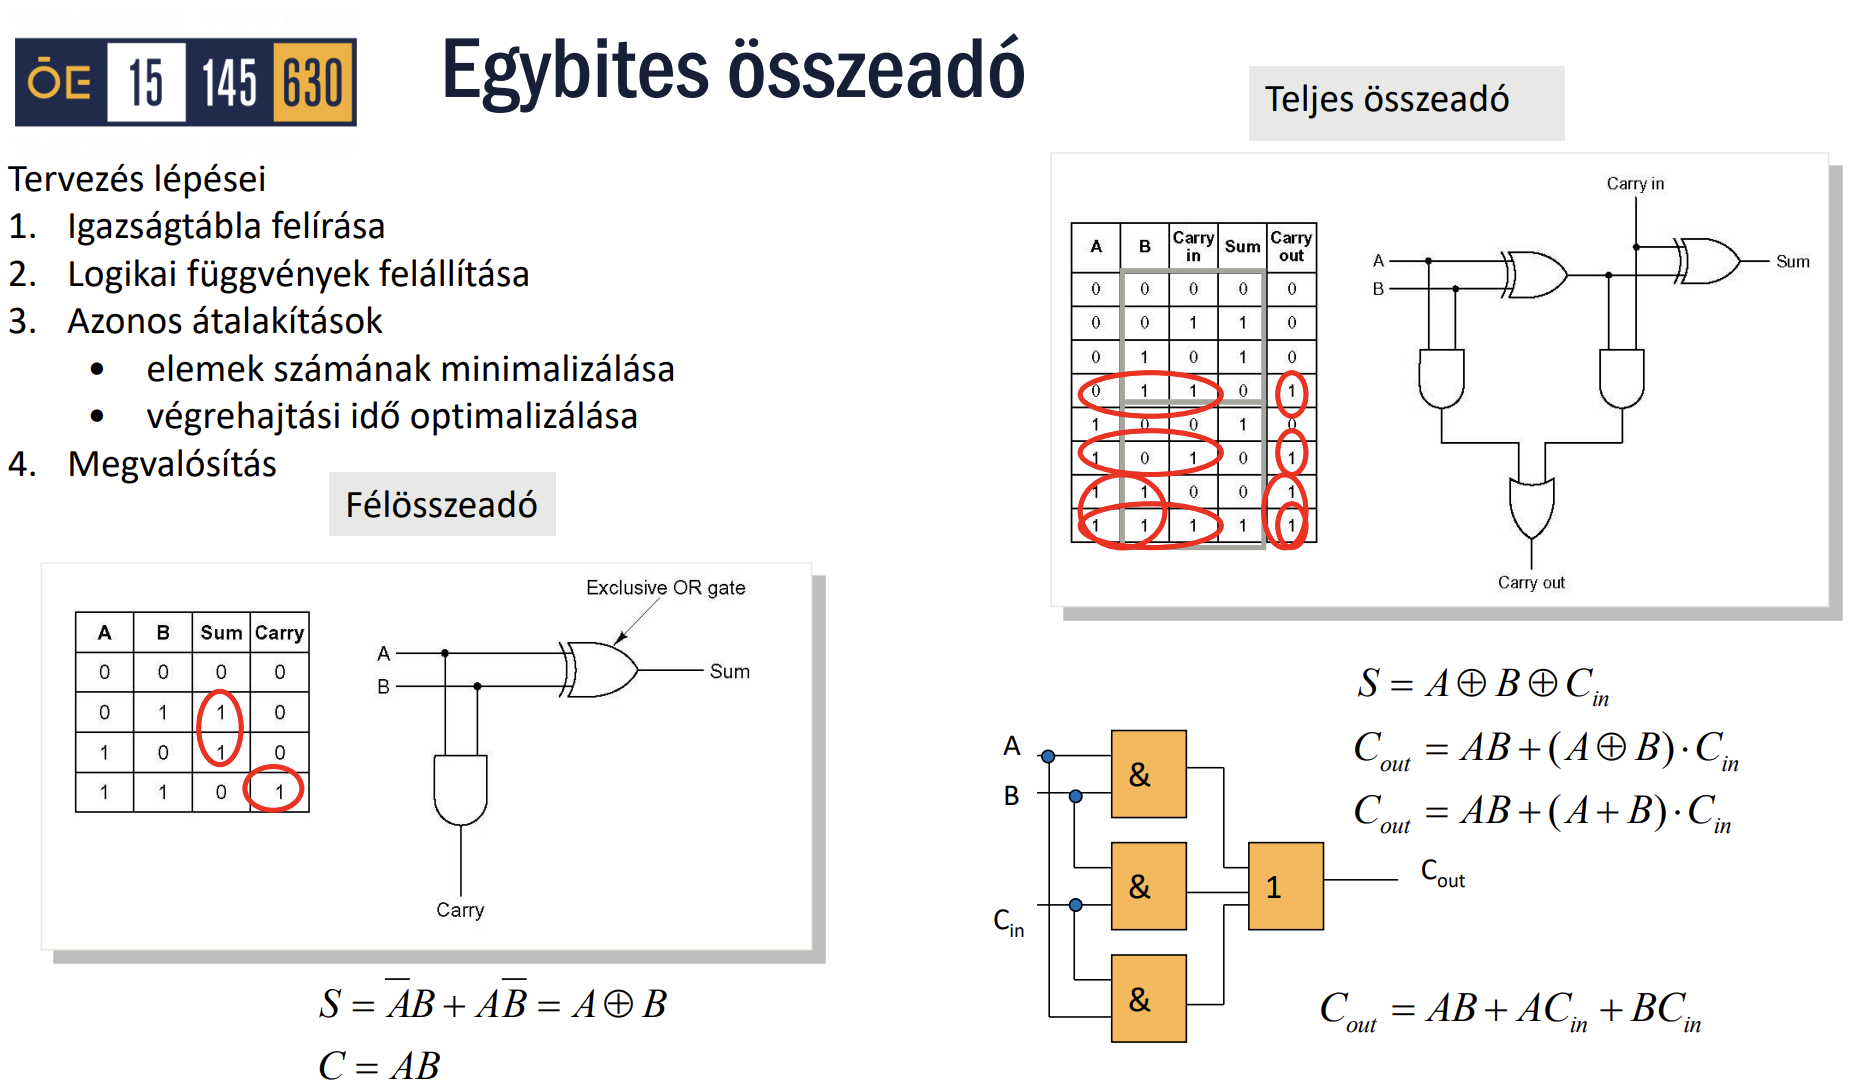 ŌE 15 145 630
Egybites összeadó
Tervezés lépései
1. Igazságtábla felírása
2. Logikai függvények felállítása
3. Azonos átalakítások
• elemek számának minimalizálása
• végrehajtási idő optimalizálása
4. Megvalósítás
Félösszeadó
A B Sum Carry
0 0 0 0
0 1 1 0
1 0 1 0
1 1 0 1
Exclusive OR gate
A
B
Sum
Carry
S = A̅B + AB̅ = A ⊕ B
C = AB
Teljes összeadó
A B Carry in Sum Carry out
0 0 0 0 0
0 0 1 1 0
0 1 0 1 0
0 1 1 0 1
1 0 0 1 0
1 0 1 0 1
1 1 0 0 1
1 1 1 1 1
Carry in
A
B
Sum
Carry out
S = A ⊕ B ⊕ C_in
C_out = AB + (A ⊕ B) · C_in
C_out = AB + (A + B) · C_in
A
B
C_in
&
&
&
1
C_out
C_out = AB + AC_in + BC_in